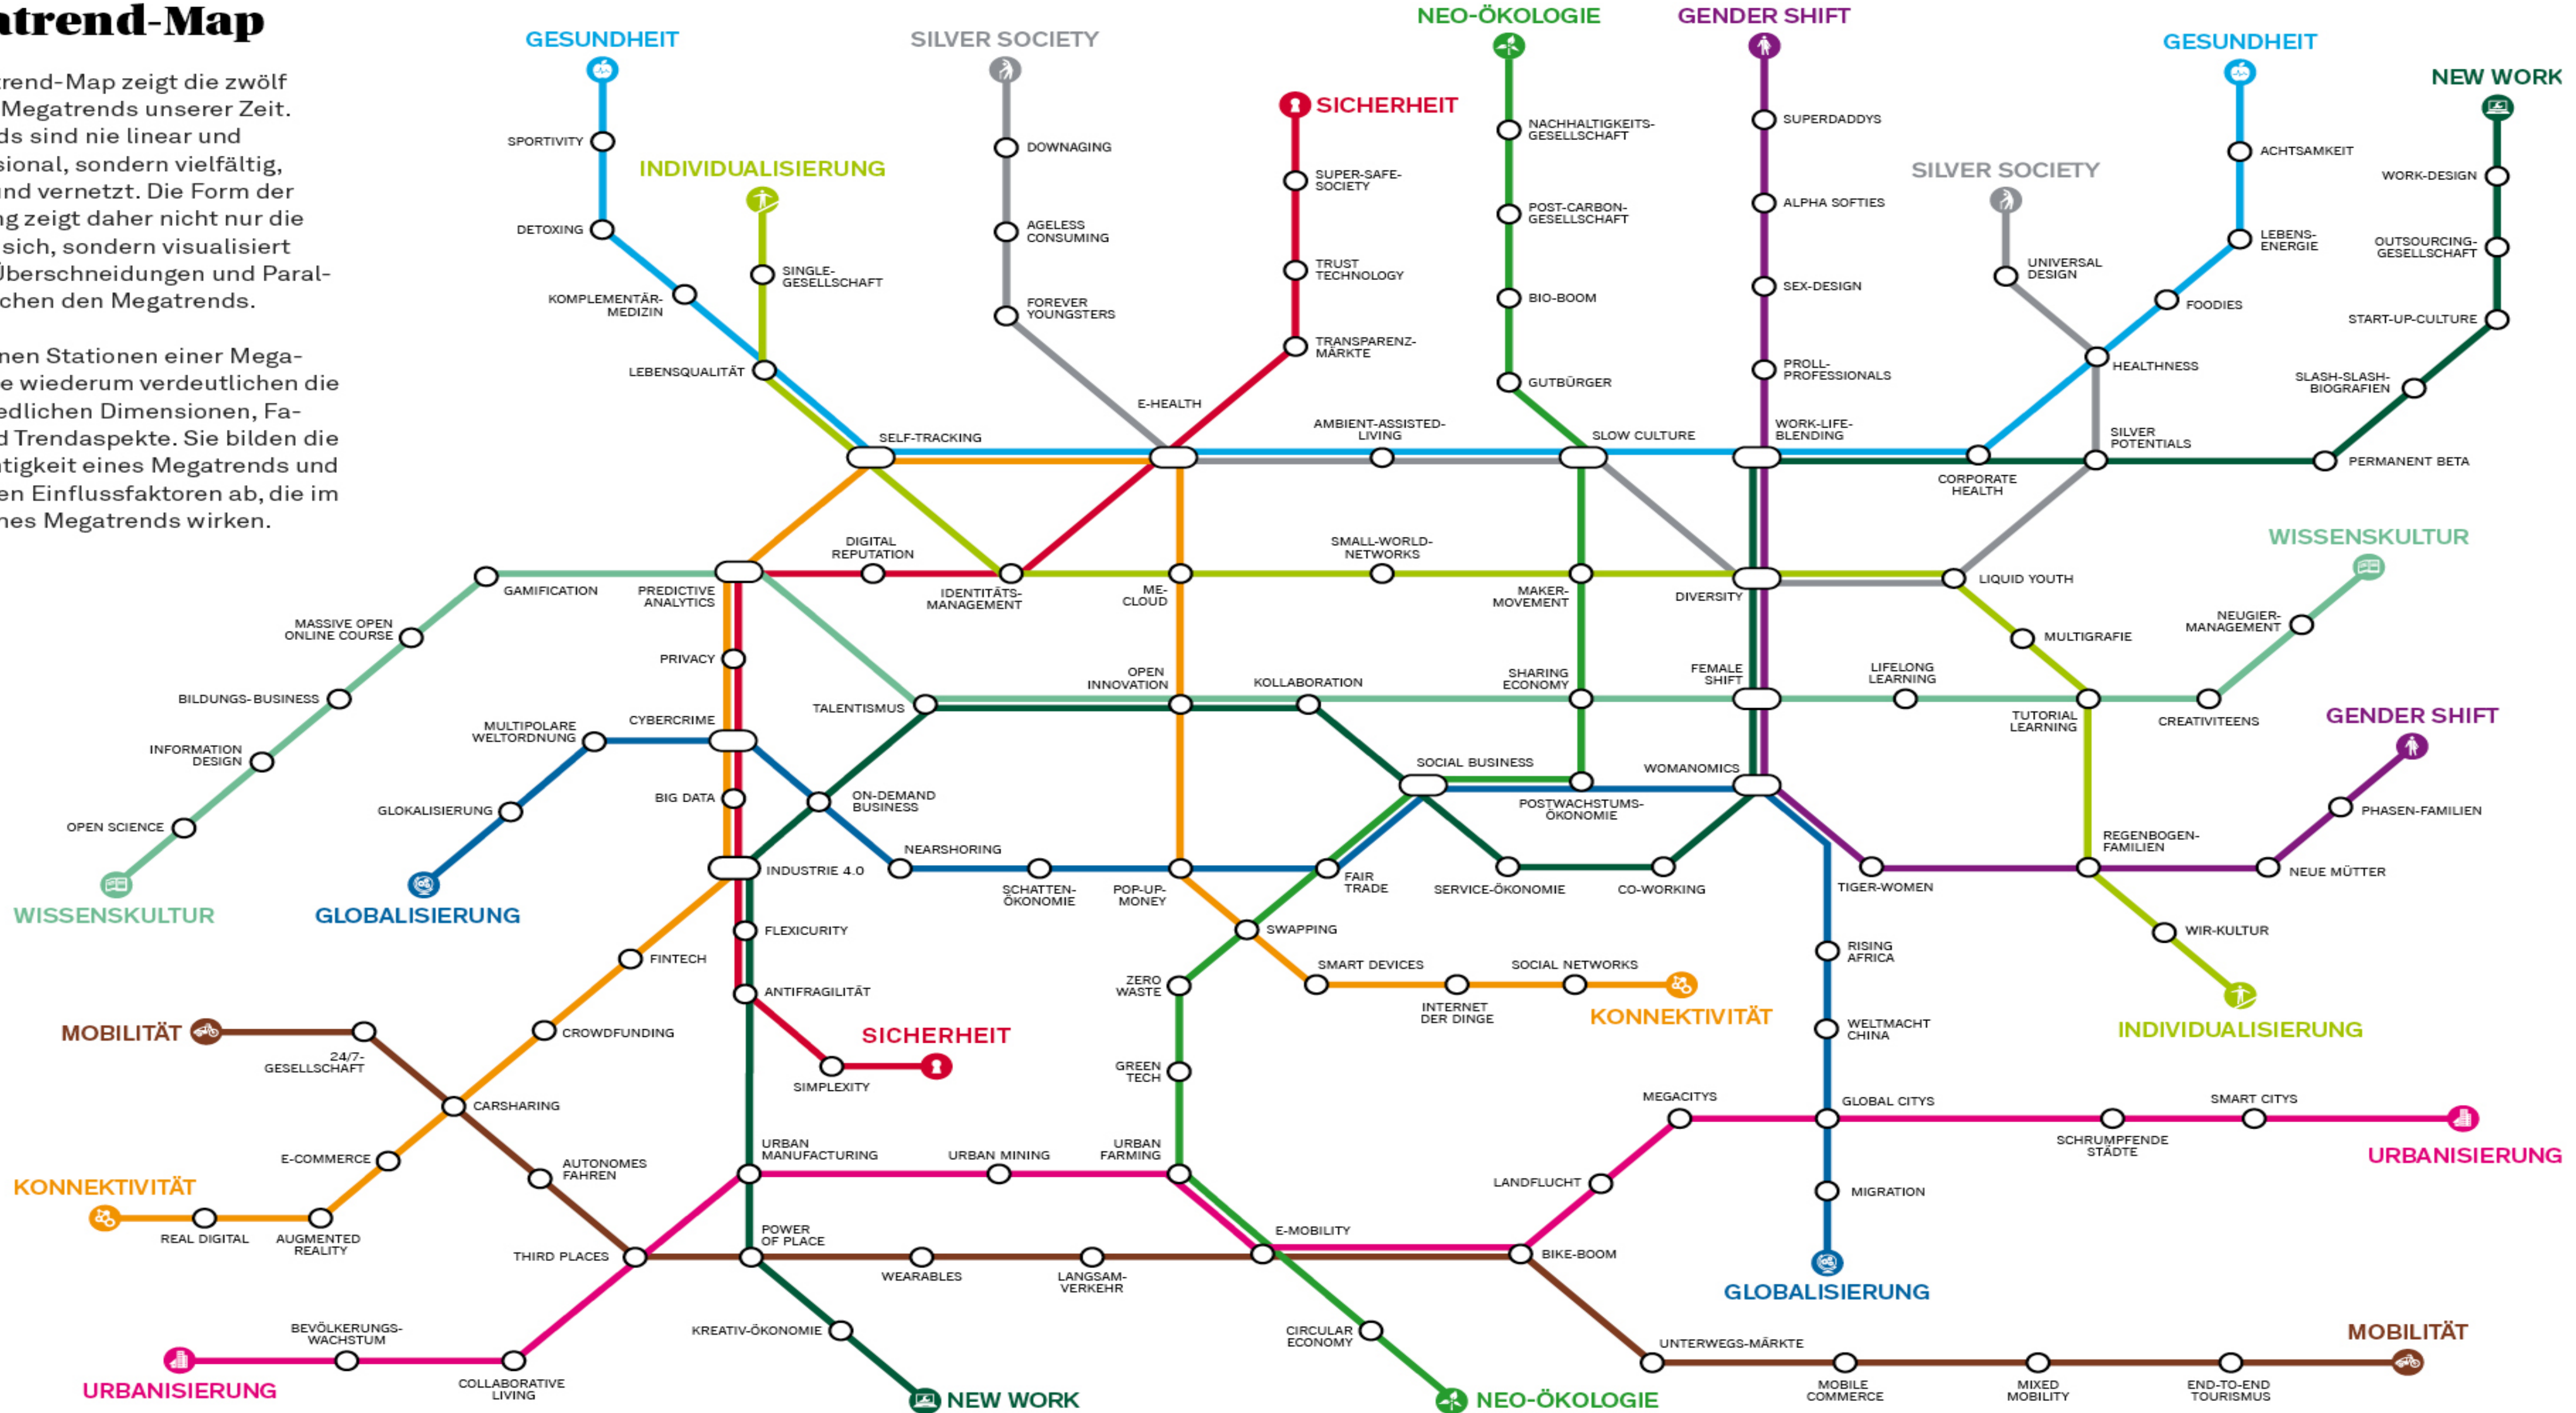 atrend-Map
trend-Map zeigt die zwölf
Megatrends unserer Zeit.
ds sind nie linear und
sional, sondern vielfältig,
und vernetzt. Die Form der
ng zeigt daher nicht nur die
sich, sondern visualisiert
Überschneidungen und Paral-
chen den Megatrends.
nen Stationen einer Mega-
e wiederum verdeutlichen die
edlichen Dimensionen, Fa-
d Trendaspekte. Sie bilden die
htigkeit eines Megatrends und
en Einflussfaktoren ab, die im
nes Megatrends wirken.
GESUNDHEIT
SILVER SOCIETY
NEO-ÖKOLOGIE
GENDER SHIFT
GESUNDHEIT
NEW WORK
SICHERHEIT
INDIVIDUALISIERUNG
SILVER SOCIETY
SPORTIVITY
DETOXING
KOMPLEMENTÄR-
MEDIZIN
SINGLE-
GESELLSCHAFT
LEBENSQUALITÄT
DOWNAGING
AGELESS
CONSUMING
FOREVER
YOUNGSTERS
SUPER-SAFE-
SOCIETY
TRUST
TECHNOLOGY
TRANSPARENZ-
MÄRKTE
NACHHALTIGKEITS-
GESELLSCHAFT
POST-CARBON-
GESELLSCHAFT
BIO-BOOM
GUTBÜRGER
SUPERDADDYS
ALPHA SOFTIES
SEX-DESIGN
PROLL-
PROFESSIONALS
UNIVERSAL
DESIGN
ACHTSAMKEIT
LEBENS-
ENERGIE
FOODIES
HEALTHNESS
WORK-DESIGN
OUTSOURCING-
GESELLSCHAFT
START-UP-CULTURE
SLASH-SLASH-
BIOGRAFIEN
SELF-TRACKING
E-HEALTH
AMBIENT-ASSISTED-
LIVING
SLOW CULTURE
WORK-LIFE-
BLENDING
CORPORATE
HEALTH
SILVER
POTENTIALS
PERMANENT BETA
WISSENSKULTUR
GAMIFICATION
PREDICTIVE
ANALYTICS
DIGITAL
REPUTATION
IDENTITÄTS-
MANAGEMENT
ME-
CLOUD
SMALL-WORLD-
NETWORKS
MAKER-
MOVEMENT
DIVERSITY
LIQUID YOUTH
MULTIGRAFIE
NEUGIER-
MANAGEMENT
MASSIVE OPEN
ONLINE COURSE
BILDUNGS-BUSINESS
INFORMATION
DESIGN
OPEN SCIENCE
WISSENSKULTUR
PRIVACY
TALENTISMUS
OPEN
INNOVATION
KOLLABORATION
SHARING
ECONOMY
FEMALE
SHIFT
LIFELONG
LEARNING
TUTORIAL
LEARNING
CREATIVITEENS
GENDER SHIFT
MULTIPOLARE
WELTORDNUNG
CYBERCRIME
GLOKALISIERUNG
GLOBALISIERUNG
BIG DATA
ON-DEMAND
BUSINESS
SOCIAL BUSINESS
POSTWACHSTUMS-
ÖKONOMIE
WOMANOMICS
PHASEN-FAMILIEN
REGENBOGEN-
FAMILIEN
INDUSTRIE 4.0
NEARSHORING
SCHATTEN-
ÖKONOMIE
POP-UP-
MONEY
FAIR
TRADE
SERVICE-ÖKONOMIE
CO-WORKING
TIGER-WOMEN
NEUE MÜTTER
FLEXICURITY
FINTECH
SWAPPING
WIR-KULTUR
RISING
AFRICA
ANTIFRAGILITÄT
ZERO
WASTE
SMART DEVICES
INTERNET
DER DINGE
SOCIAL NETWORKS
KONNEKTIVITÄT
INDIVIDUALISIERUNG
MOBILITÄT
24/7-
GESELLSCHAFT
CROWDFUNDING
SICHERHEIT
SIMPLEXITY
GREEN
TECH
WELTMACHT
CHINA
CARSHARING
MEGACITYS
GLOBAL CITYS
SCHRUMPFENDE
STÄDTE
SMART CITYS
URBANISIERUNG
E-COMMERCE
AUTONOMES
FAHREN
URBAN
MANUFACTURING
URBAN MINING
URBAN
FARMING
LANDFLUCHT
MIGRATION
KONNEKTIVITÄT
REAL DIGITAL
AUGMENTED
REALITY
THIRD PLACES
POWER
OF PLACE
WEARABLES
LANGSAM-
VERKEHR
E-MOBILITY
BIKE-BOOM
GLOBALISIERUNG
BEVÖLKERUNGS-
WACHSTUM
COLLABORATIVE
LIVING
URBANISIERUNG
KREATIV-ÖKONOMIE
NEW WORK
CIRCULAR
ECONOMY
NEO-ÖKOLOGIE
UNTERWEGS-MÄRKTE
MOBILE
COMMERCE
MIXED
MOBILITY
END-TO-END
TOURISMUS
MOBILITÄT